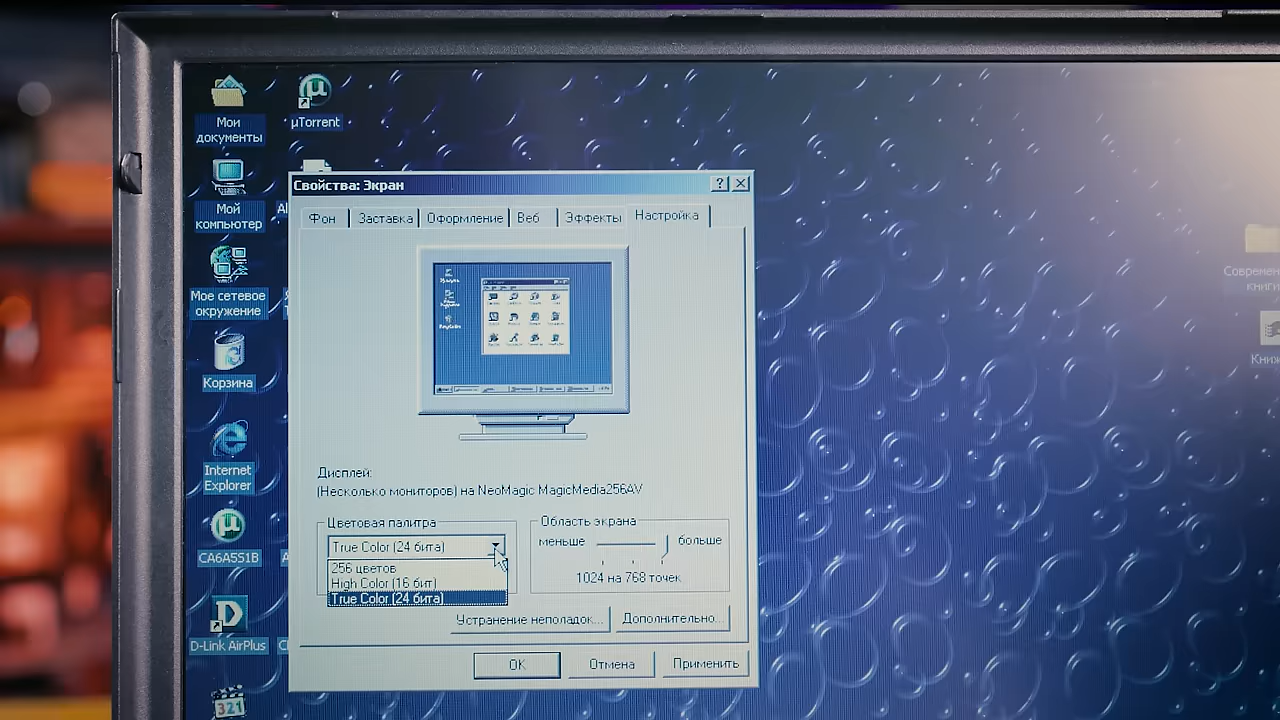 Мои
документы
µTorrent
Мой
компьютер
Мое сетевое
окружение
Корзина
Internet
Explorer
CA6A5S1B
D-Link AirPlus
321
Свойства: Экран
Фон
Заставка
Оформление
Веб
Эффекты
Настройка
Дисплей:
(Несколько мониторов) на NeoMagic MagicMedia256AV
Цветовая палитра
True Color (24 бита)
256 цветов
High Color (16 бит)
True Color (24 бита)
Область экрана
меньше
больше
1024 на 768 точек
Устранение неполадок...
Дополнительно...
OK
Отмена
Применить